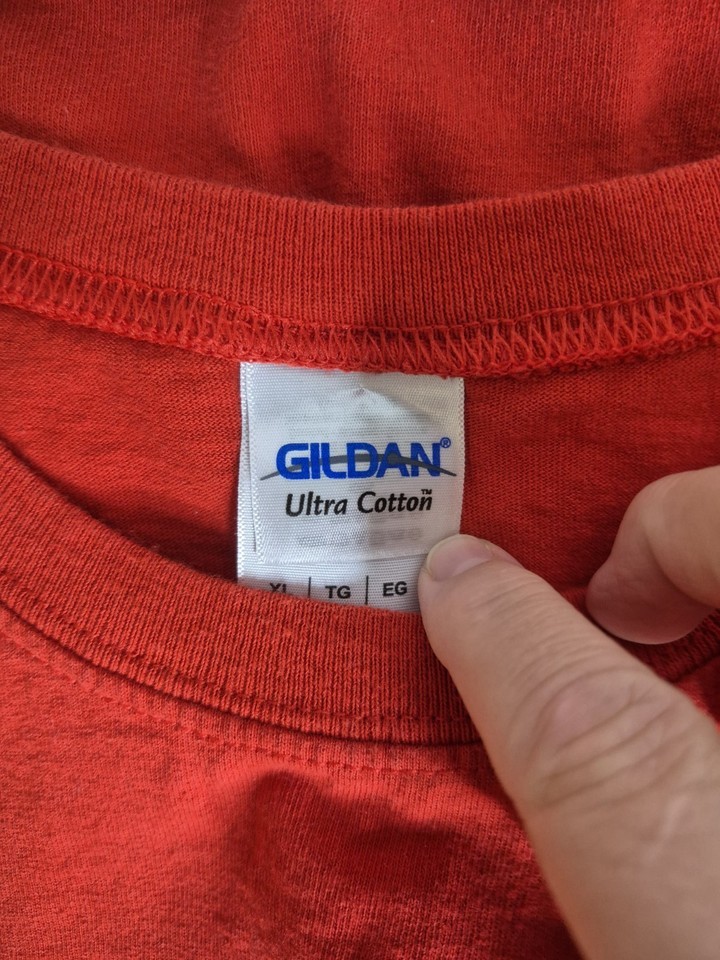 GILDAN®
Ultra Cotton™
XL | TG | EG